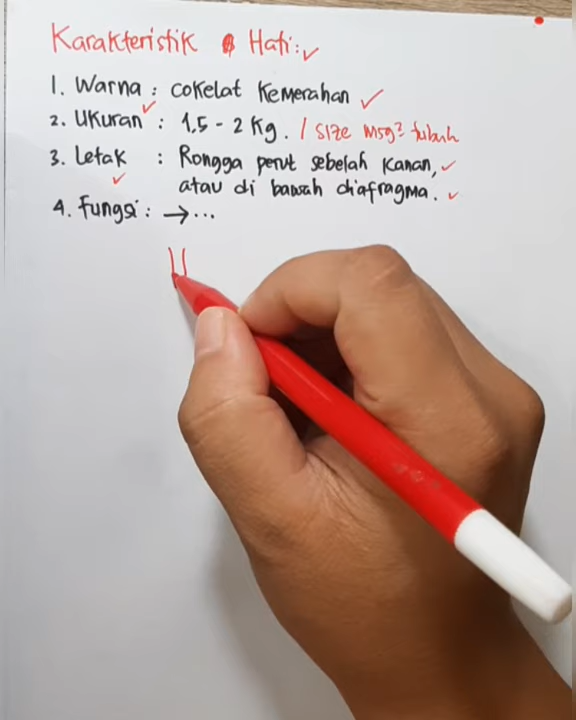 Karakteristik Hati :
1. Warna : cokelat kemerahan
2. Ukuran : 1,5 - 2 Kg. / size msg² tubuh
3. Letak : Rongga perut sebelah kanan,
atau di bawah diafragma.
4. Fungsi : → ...